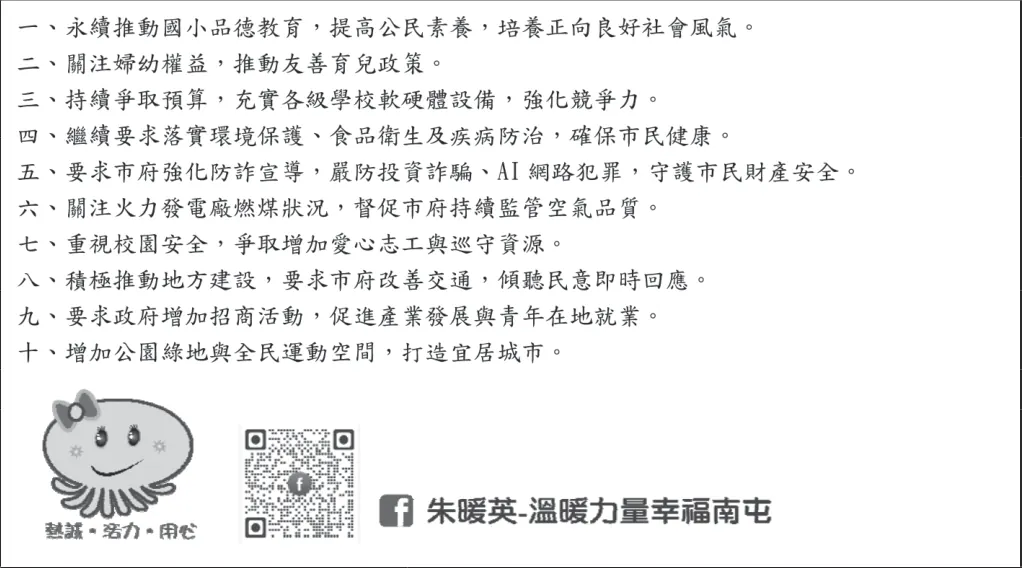 一、永續推動國小品德教育，提高公民素養，培養正向良好社會風氣。
二、關注婦幼權益，推動友善育兒政策。
三、持續爭取預算，充實各級學校軟硬體設備，強化競爭力。
四、繼續要求落實環境保護、食品衛生及疾病防治，確保市民健康。
五、要求市府強化防詐宣導，嚴防投資詐騙、AI 網路犯罪，守護市民財產安全。
六、關注火力發電廠燃煤狀況，督促市府持續監管空氣品質。
七、重視校園安全，爭取增加愛心志工與巡守資源。
八、積極推動地方建設，要求市府改善交通，傾聽民意即時回應。
九、要求政府增加招商活動，促進產業發展與青年在地就業。
十、增加公園綠地與全民運動空間，打造宜居城市。
熱誠・活力・用心
f
f 朱暖英-溫暖力量幸福南屯